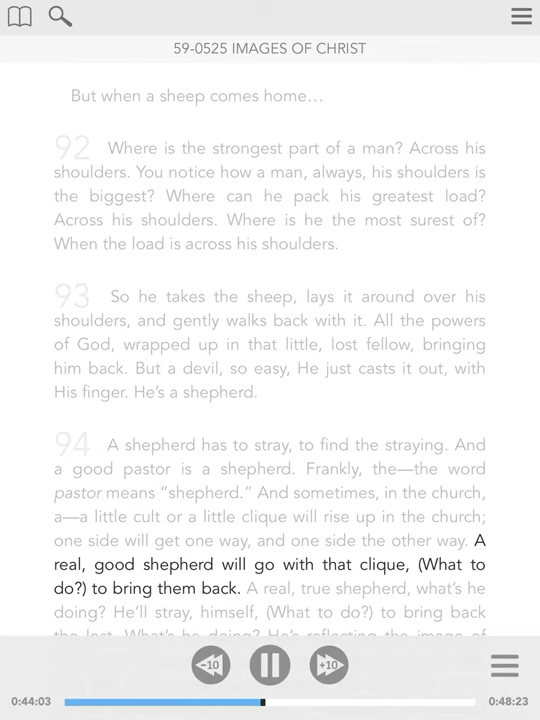 59-0525 IMAGES OF CHRIST
But when a sheep comes home…
92 Where is the strongest part of a man? Across his
shoulders. You notice how a man, always, his shoulders is
the biggest? Where can he pack his greatest load?
Across his shoulders. Where is he the most surest of?
When the load is across his shoulders.
93 So he takes the sheep, lays it around over his
shoulders, and gently walks back with it. All the powers
of God, wrapped up in that little, lost fellow, bringing
him back. But a devil, so easy, He just casts it out, with
His finger. He’s a shepherd.
94 A shepherd has to stray, to find the straying. And
a good pastor is a shepherd. Frankly, the—the word
pastor means “shepherd.” And sometimes, in the church,
a—a little cult or a little clique will rise up in the church;
one side will get one way, and one side the other way. A
real, good shepherd will go with that clique, (What to
do?) to bring them back. A real, true shepherd, what’s he
doing? He’ll stray, himself, (What to do?) to bring back
the lost. What’s he doing? He’s reflecting the image of
-10 +10
0:44:03 0:48:23